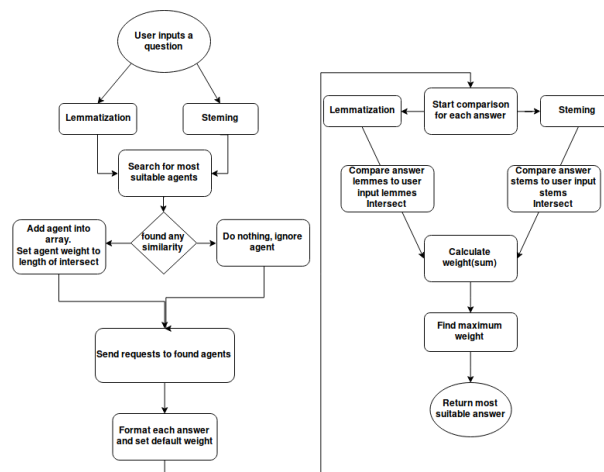 User inputs a
question
Lemmatization
Steming
Search for most
suitable agents
found any
similarity
Add agent into
array.
Set agent weight to
length of intersect
Do nothing, ignore
agent
Send requests to found agents
Format each answer
and set default weight
Start comparison
for each answer
Lemmatization
Steming
Compare answer
lemmes to user
input lemmes
Intersect
Compare answer
stems to user input
stems
Intersect
Calculate
weight(sum)
Find maximum
weight
Return most
suitable answer